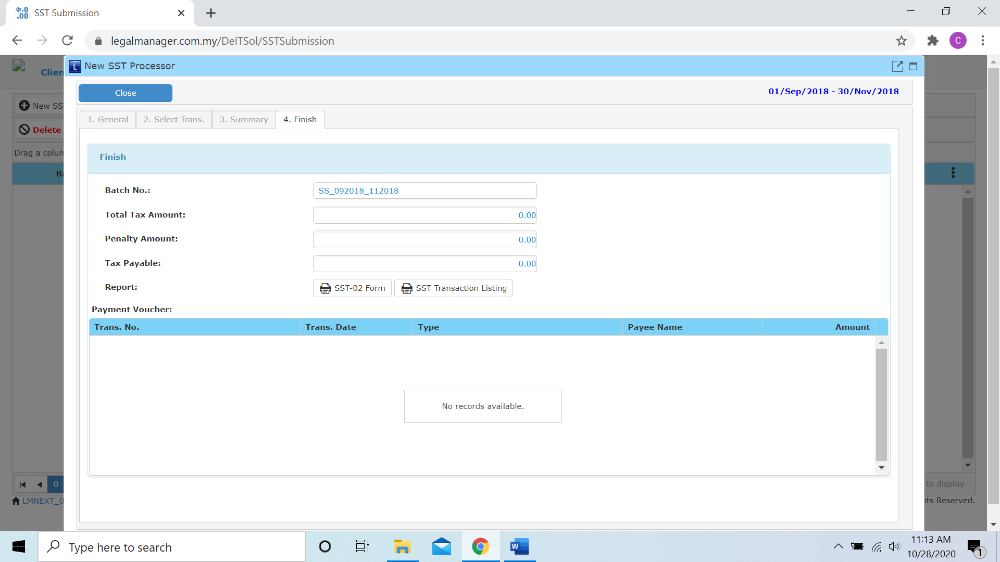 SST Submission
legalmanager.com.my/DeITSol/SSTSubmission
C
Clien
L New SST Processor
Close
01/Sep/2018 - 30/Nov/2018
New SS
Delete
Drag a colum
Ba
1. General
2. Select Trans.
3. Summary
4. Finish
Finish
Batch No.: SS_092018_112018
Total Tax Amount: 0.00
Penalty Amount: 0.00
Tax Payable: 0.00
Report: SST-02 Form SST Transaction Listing
Payment Voucher:
Trans. No. Trans. Date Type Payee Name Amount
No records available.
0
to display
LMNEXT_0
nts Reserved.
Type here to search
W
11:13 AM
10/28/2020
1